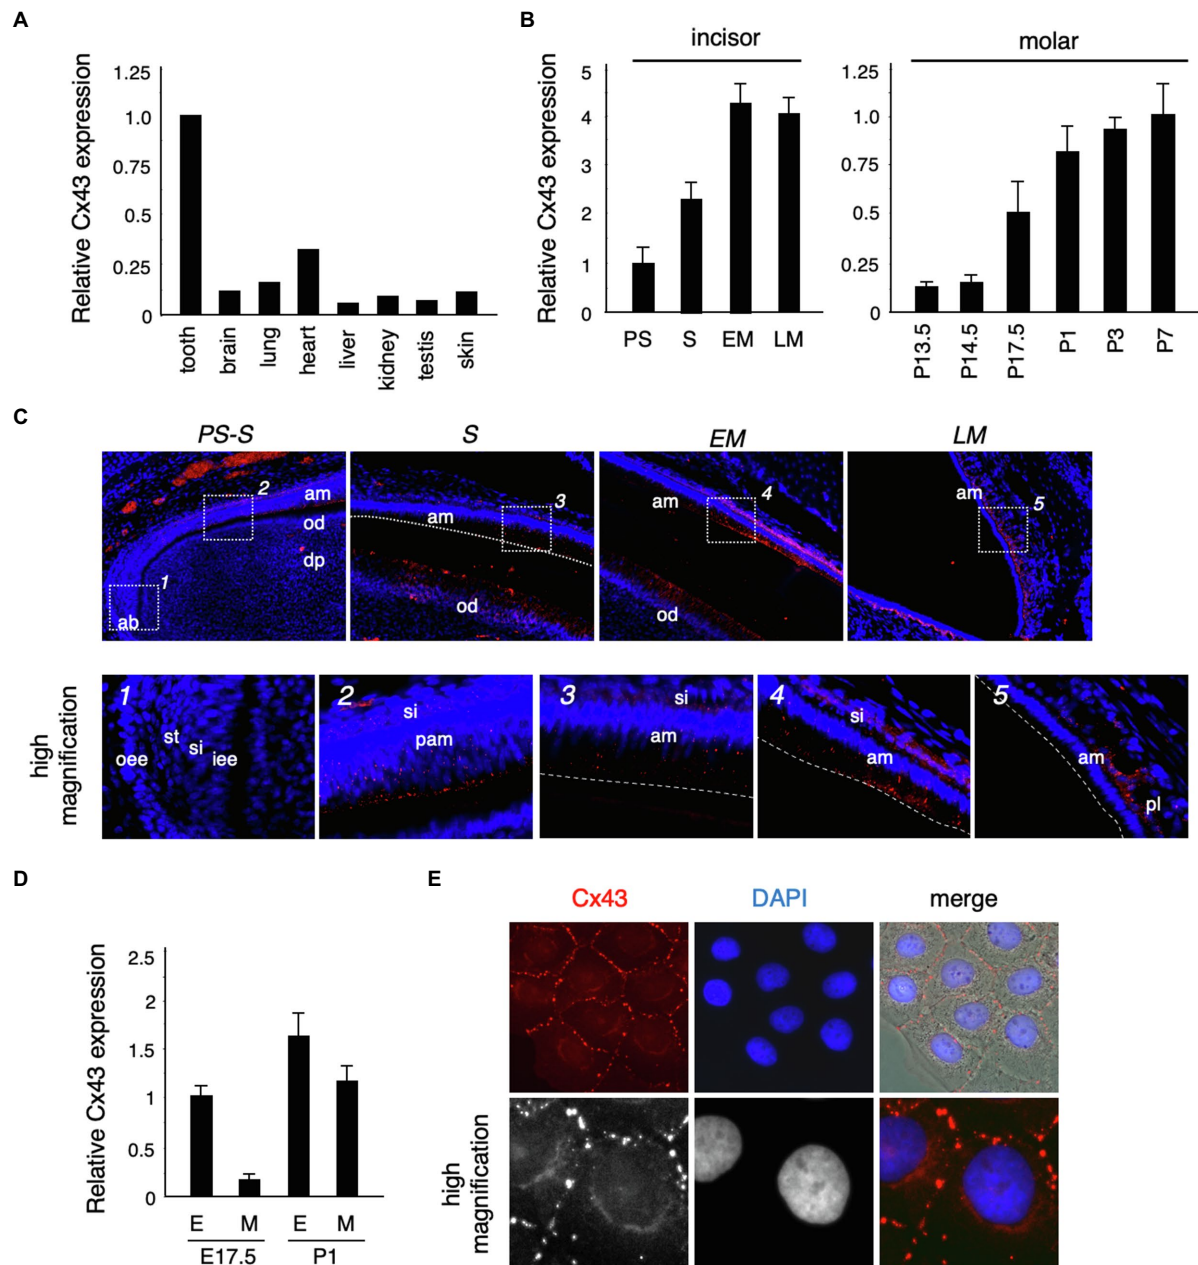 A
Relative Cx43 expression
1.25
1.0
0.75
0.5
0.25
0
tooth
brain
lung
heart
liver
kidney
testis
skin
B
incisor
Relative Cx43 expression
5
4
3
2
1
0
PS
S
EM
LM
molar
1.25
1.0
0.75
0.5
0.25
0
P13.5
P14.5
P17.5
P1
P3
P7
C
PS-S
S
EM
LM
2
am
od
dp
1
ab
3
am
od
4
am
od
am
5
high
magnification
1
oee
st
si
iee
2
si
pam
3
si
am
4
si
am
5
am
pl
D
Relative Cx43 expression
2.5
2
1.5
1
0.5
0
E M E M
E17.5 P1
E
Cx43 DAPI merge
high
magnification